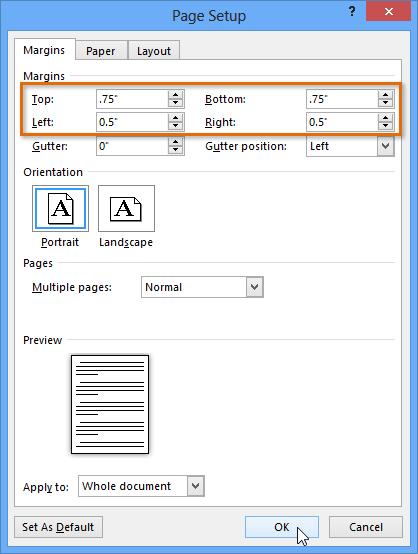 Page Setup ? ×
Margins Paper Layout
Margins
Top: .75" Bottom: .75"
Left: 0.5" Right: 0.5"
Gutter: 0" Gutter position: Left
Orientation
A A
Portrait Landscape
Pages
Multiple pages: Normal
Preview
Apply to: Whole document
Set As Default OK Cancel